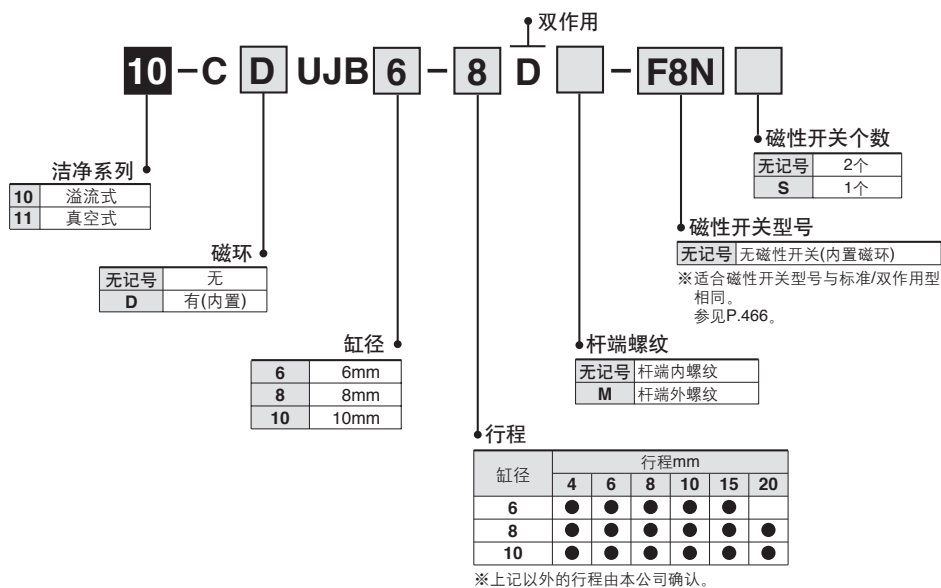 双作用
10-CDUJB6-8D□-F8N□
洁净系列
10 溢流式
11 真空式
磁环
无记号 无
D 有(内置)
缸径
6 6mm
8 8mm
10 10mm
磁性开关个数
无记号 2个
S 1个
磁性开关型号
无记号 无磁性开关(内置磁环)
※适合磁性开关型号与标准/双作用型
相同。
参见P.466。
杆端螺纹
无记号 杆端内螺纹
M 杆端外螺纹
行程
缸径 行程mm
4 6 8 10 15 20
6 ● ● ● ● ●
8 ● ● ● ● ● ●
10 ● ● ● ● ● ●
※上记以外的行程由本公司确认。